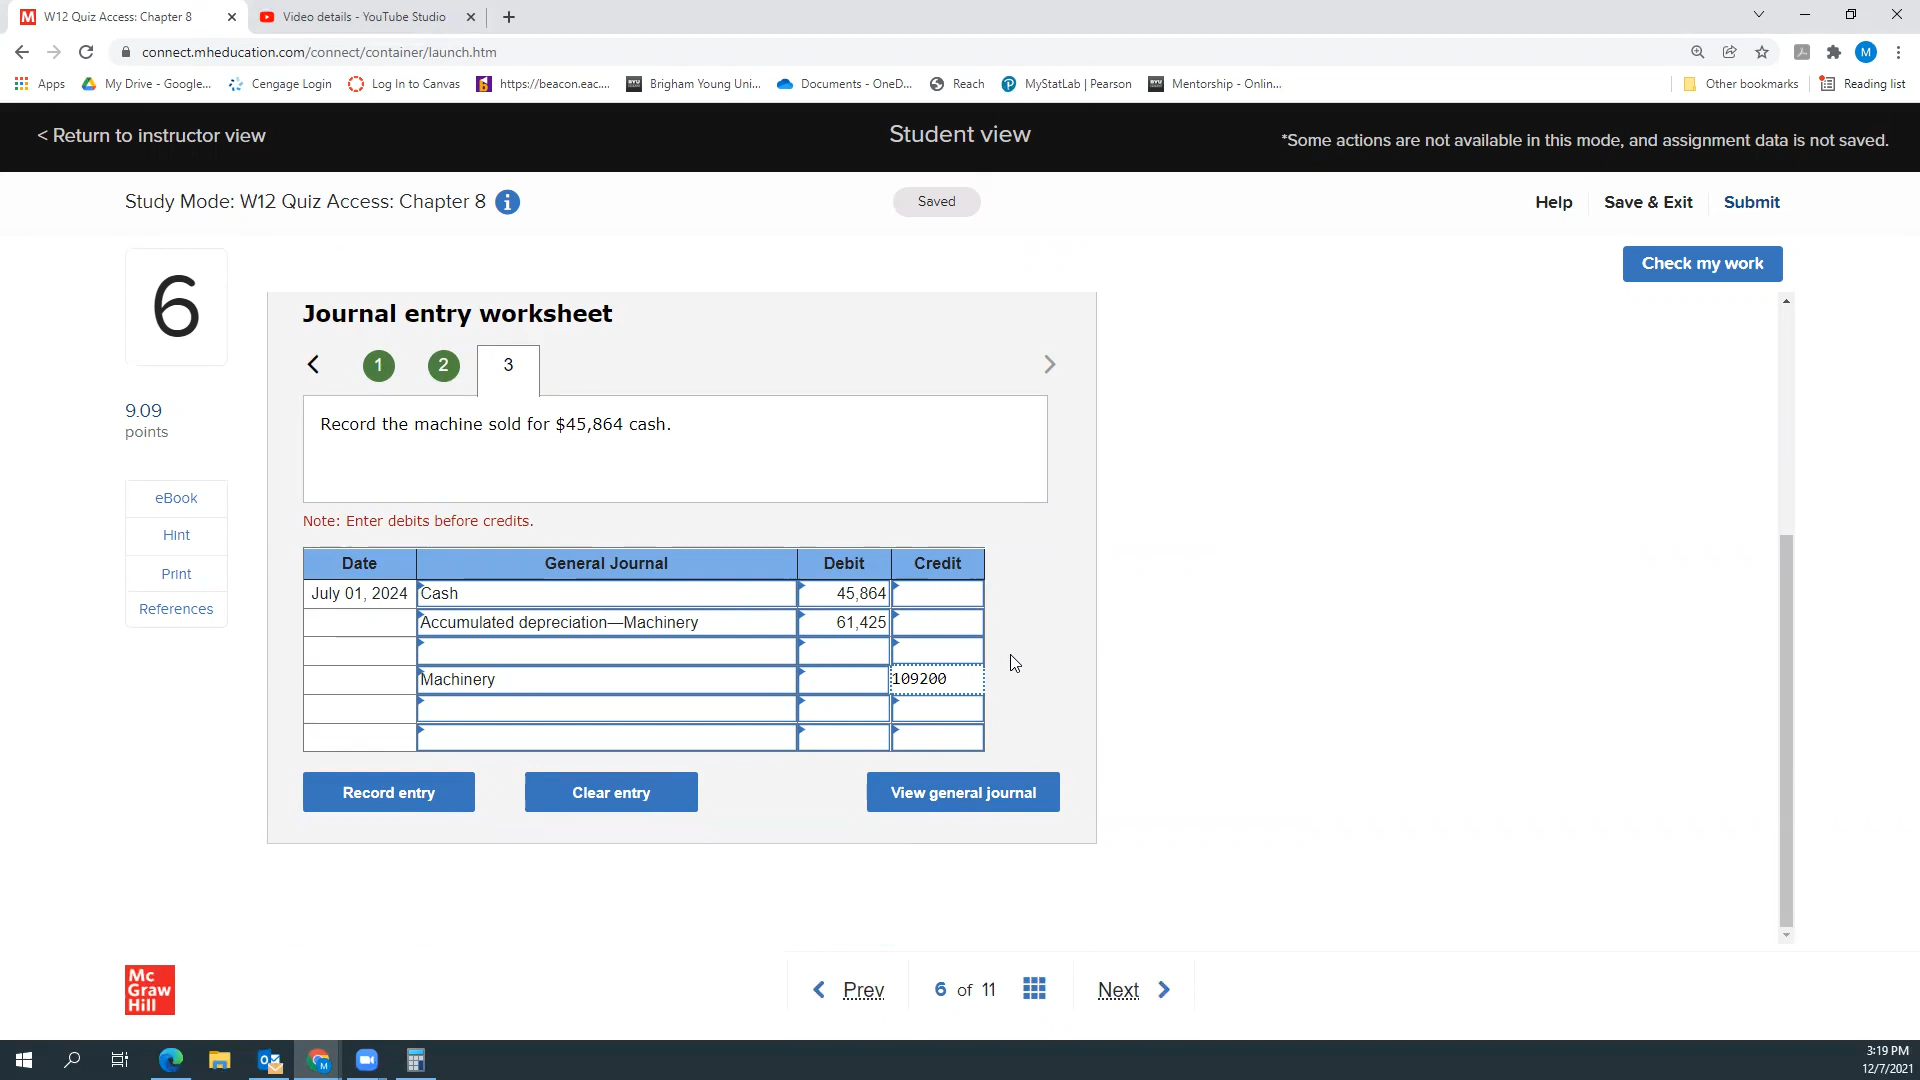 W12 Quiz Access: Chapter 8
Video details - YouTube Studio
connect.mheducation.com/connect/container/launch.htm
M
Apps
My Drive - Google...
Cengage Login
Log In to Canvas
https://beacon.eac....
Brigham Young Uni...
Documents - OneD...
Reach
MyStatLab | Pearson
Mentorship - Onlin...
Other bookmarks
Reading list
< Return to instructor view
Student view
*Some actions are not available in this mode, and assignment data is not saved.
Study Mode: W12 Quiz Access: Chapter 8
Saved
Help
Save & Exit
Submit
Check my work
6
9.09
points
eBook
Hint
Print
References
Journal entry worksheet
1
2
3
Record the machine sold for $45,864 cash.
Note: Enter debits before credits.
Date General Journal Debit Credit
July 01, 2024 Cash 45,864
Accumulated depreciation—Machinery 61,425
Machinery 109200
Record entry
Clear entry
View general journal
Mc
Graw
Hill
Prev
6 of 11
Next
3:19 PM
12/7/2021